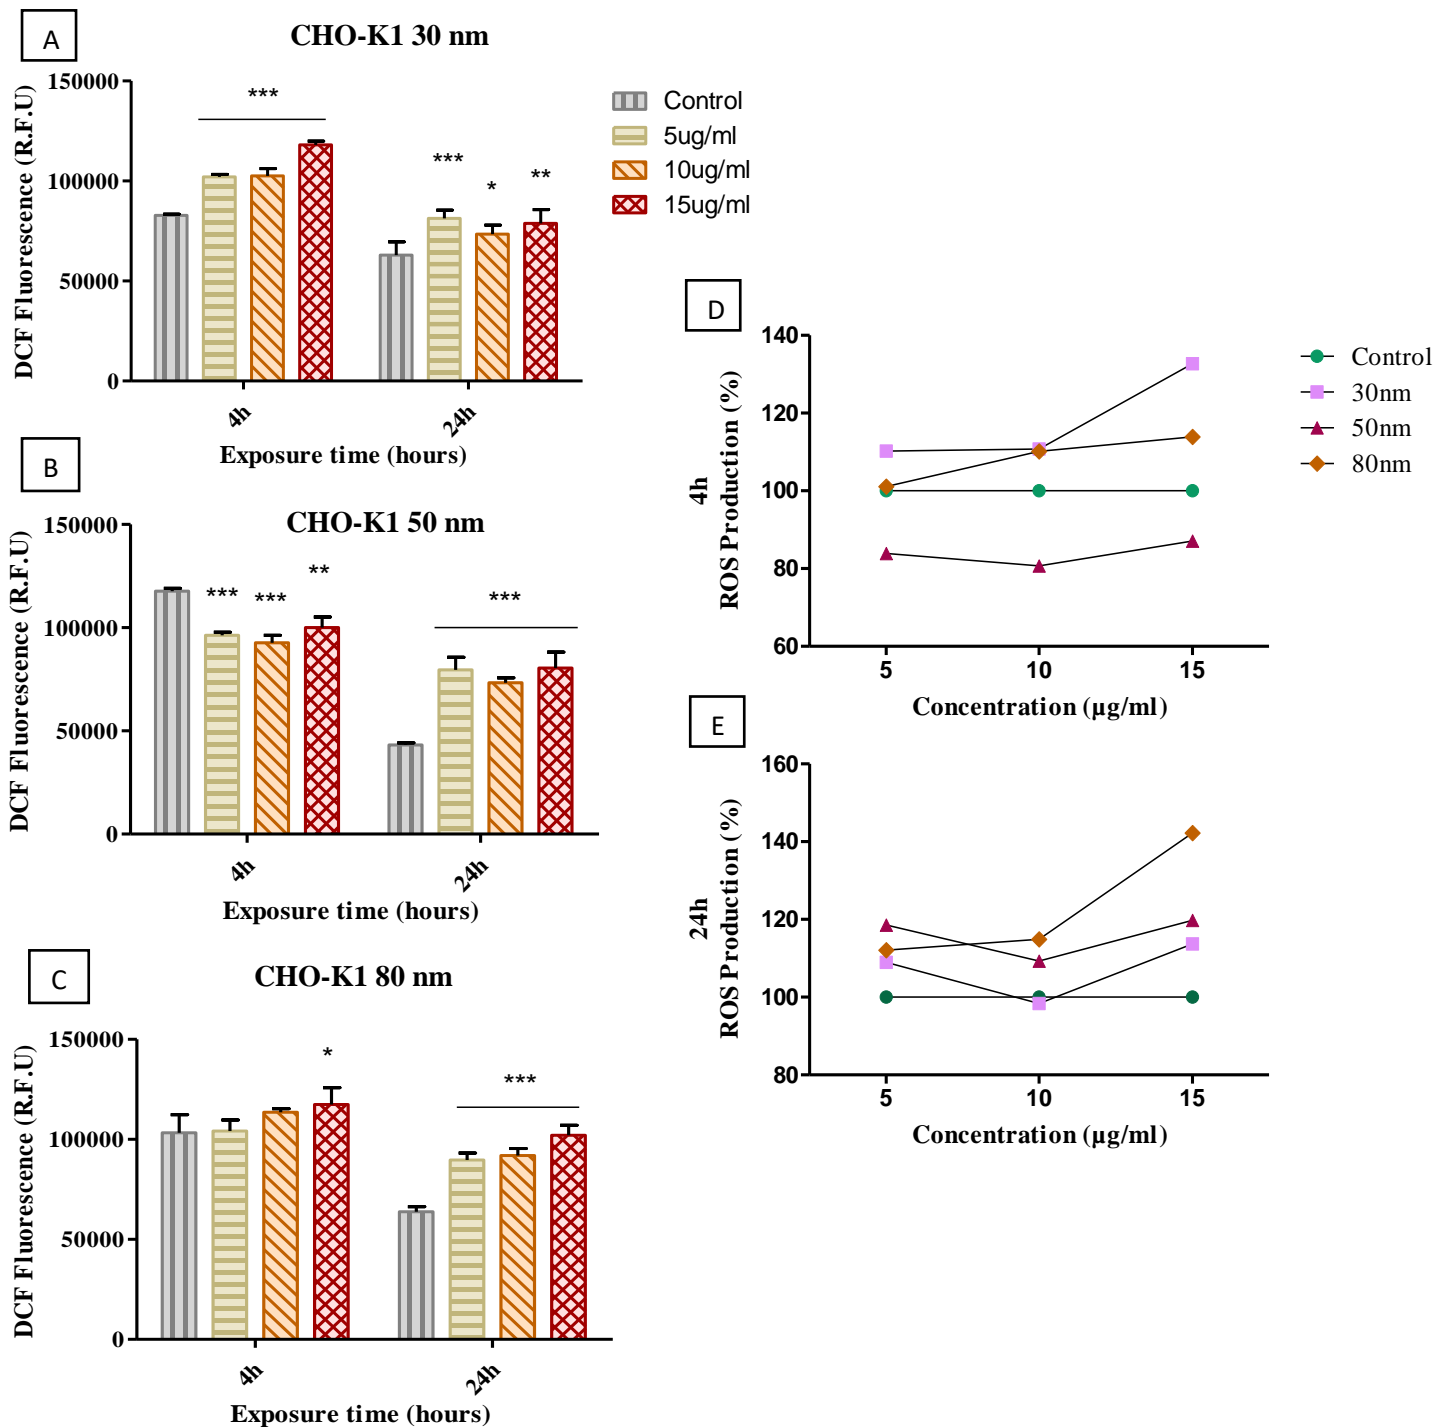 A
CHO-K1 30 nm
DCF Fluorescence (R.F.U)
150000
100000
50000
0
***
***
*
**
4h
24h
Exposure time (hours)
Control
5ug/ml
10ug/ml
15ug/ml
B
CHO-K1 50 nm
DCF Fluorescence (R.F.U)
150000
100000
50000
0
***
***
**
***
4h
24h
Exposure time (hours)
C
CHO-K1 80 nm
DCF Fluorescence (R.F.U)
150000
100000
50000
0
*
***
4h
24h
Exposure time (hours)
D
4h
ROS Production (%)
140
120
100
80
60
5
10
15
Concentration (µg/ml)
Control
30nm
50nm
80nm
E
24h
ROS Production (%)
160
140
120
100
80
5
10
15
Concentration (µg/ml)